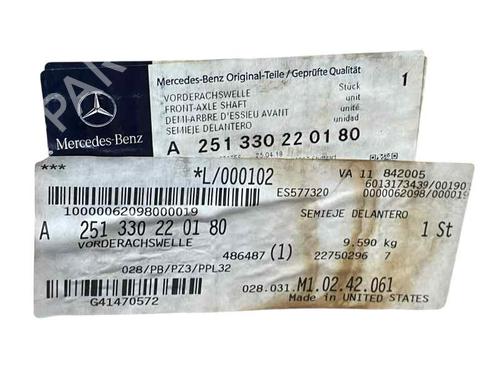 Mercedes-Benz Original-Teile/Geprüfte Qualität
VORDERACHSWELLE Stück 1
FRONT-AXLE SHAFT unit
DEMI-ARBRE D'ESSIEU AVANT unité
SEMIEJE DELANTERO unidad
Mercedes-Benz
A 251 330 22 01 80
***
*L/000102
VA 11 842005
6013173439/00190
0000062098/000019
ES577320
10000062098000019
SEMIEJE DELANTERO
A 251 330 22 01 80
1 St
VORDERACHSWELLE
486487 (1)
9.590 kg
22750296 7
028/PB/PZ3/PPL32
028.031. M1.02.42.061
G41470572
Made in UNITED STATES